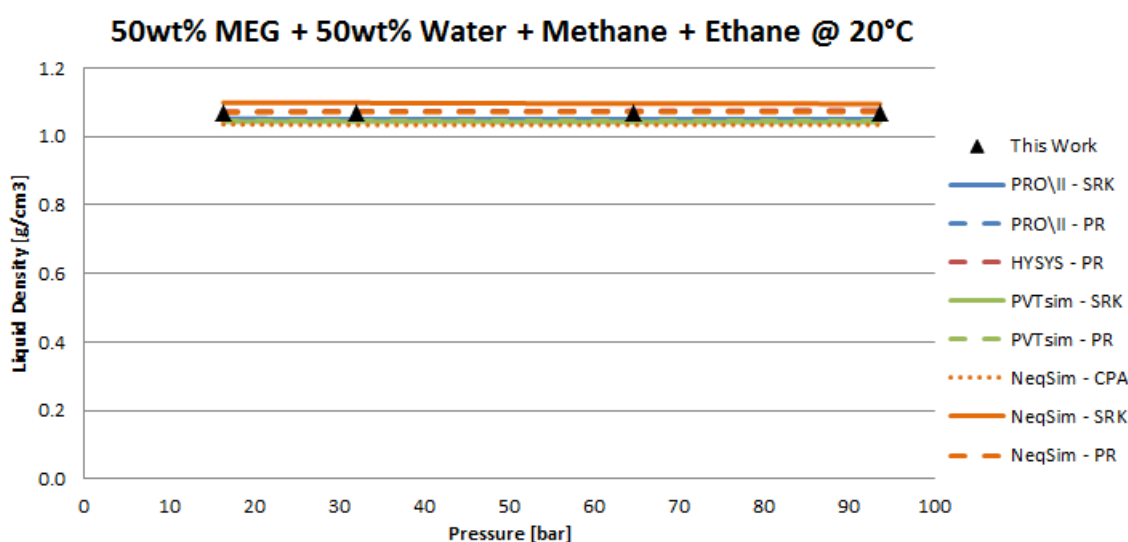 50wt% MEG + 50wt% Water + Methane + Ethane @ 20°C
1.2
1.0
0.8
0.6
0.4
0.2
0.0
Liquid Density [g/cm3]
0 10 20 30 40 50 60 70 80 90 100
Pressure [bar]
This Work
PRO\II - SRK
PRO\II - PR
HYSYS - PR
PVTsim - SRK
PVTsim - PR
NeqSim - CPA
NeqSim - SRK
NeqSim - PR